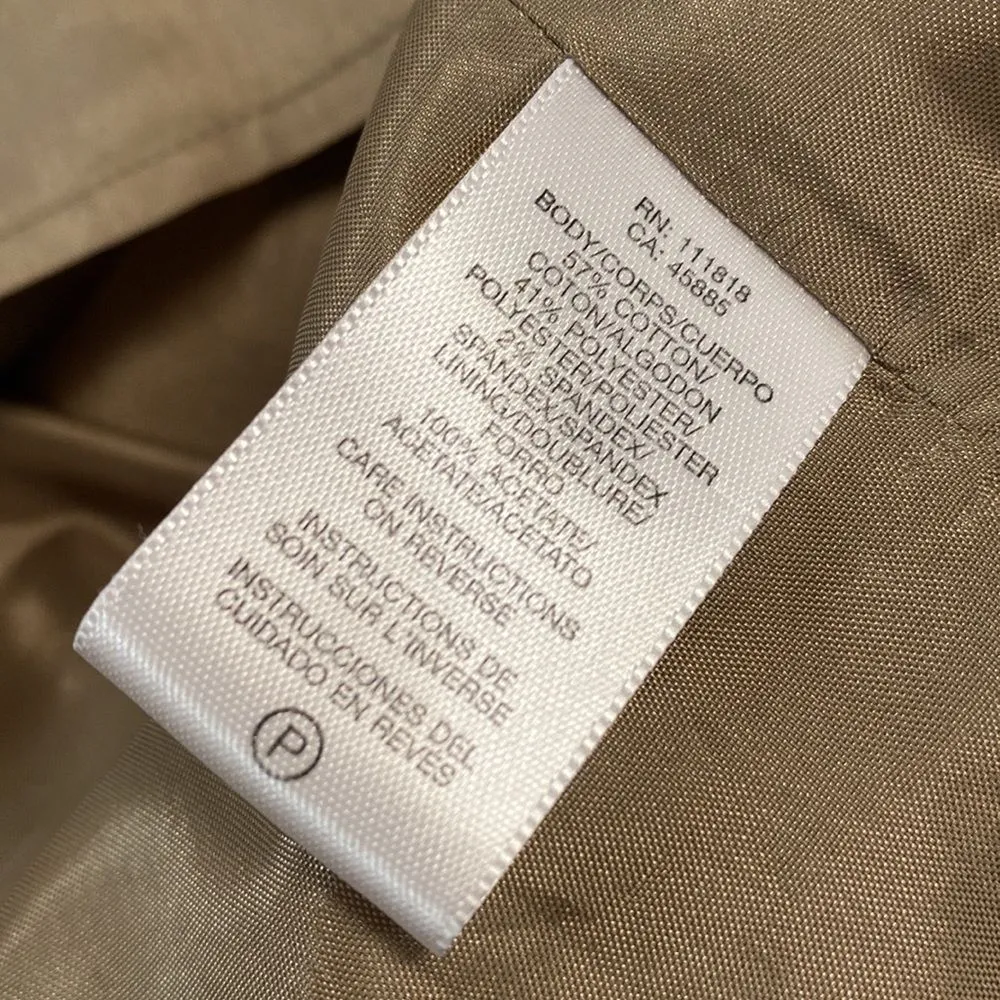 RN: 111818
CA: 45885
BODY/CORPS/CUERPO
57% COTTON/
COTON/ALGODON
41% POLYESTER/
POLYESTER/POLIESTER
2% SPANDEX/
SPANDEX/SPANDEX
LINING/DOUBLURE/
FORRO
100% ACETATE/
ACETATE/ACETATO
CARE INSTRUCTIONS
ON REVERSE
INSTRUCTIONS DE
SOIN SUR L'INVERSE
INSTRUCCIONES DEL
CUIDADO EN REVES
P